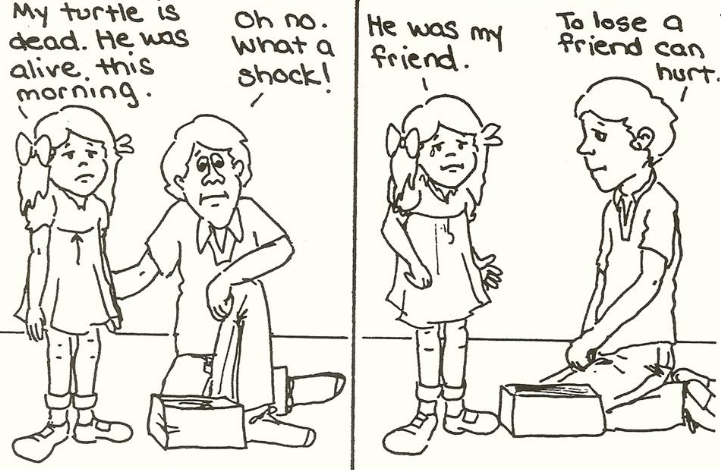 My turtle is
dead. He was
alive this
morning.
Oh no.
What a
shock!
He was my
friend.
To lose a
friend can
hurt.